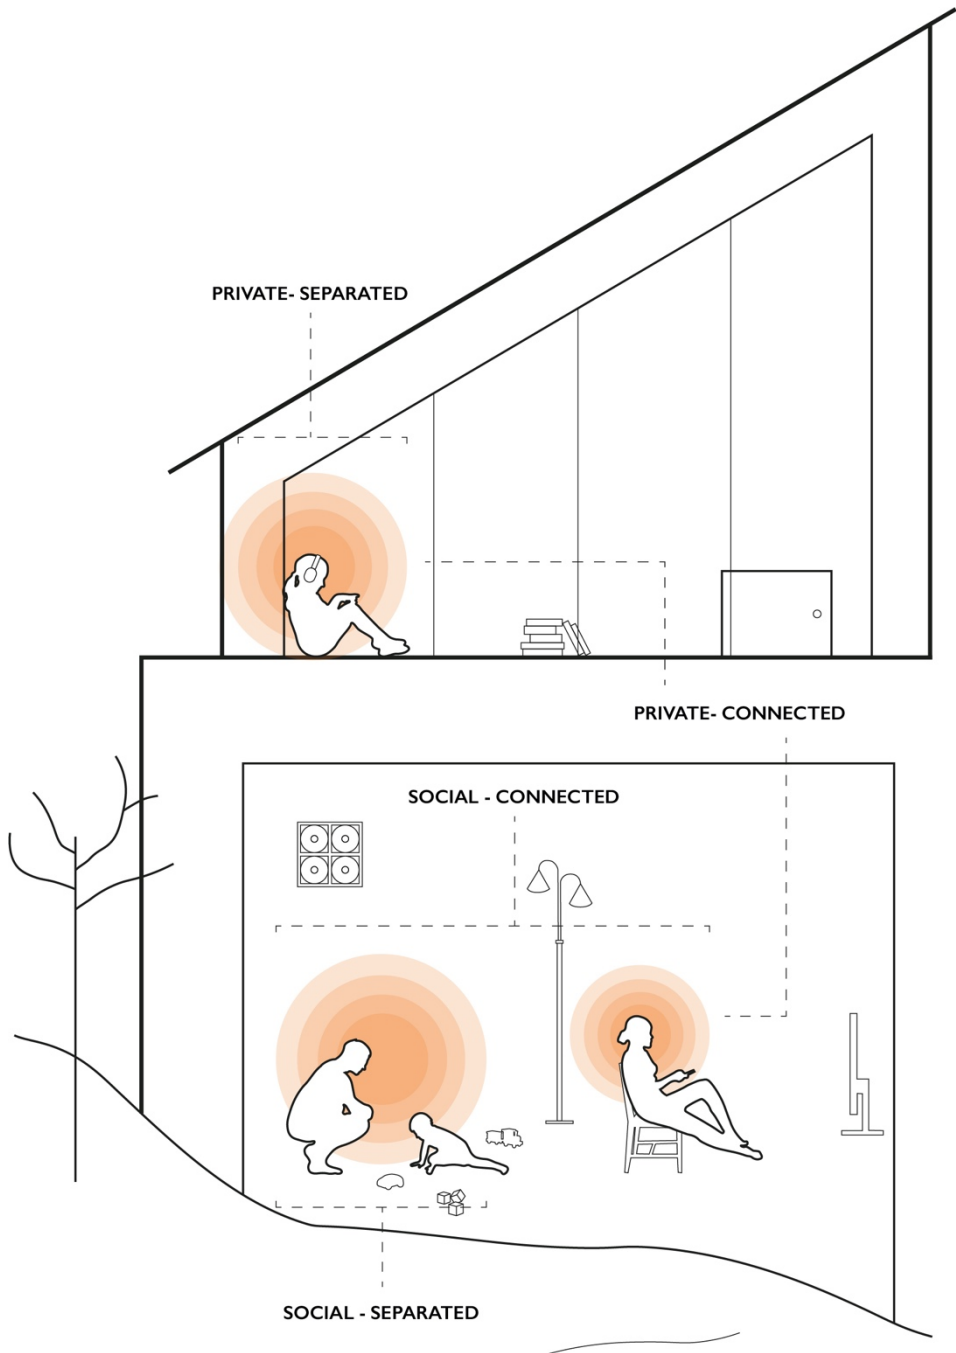 PRIVATE- SEPARATED
PRIVATE- CONNECTED
SOCIAL - CONNECTED
SOCIAL - SEPARATED